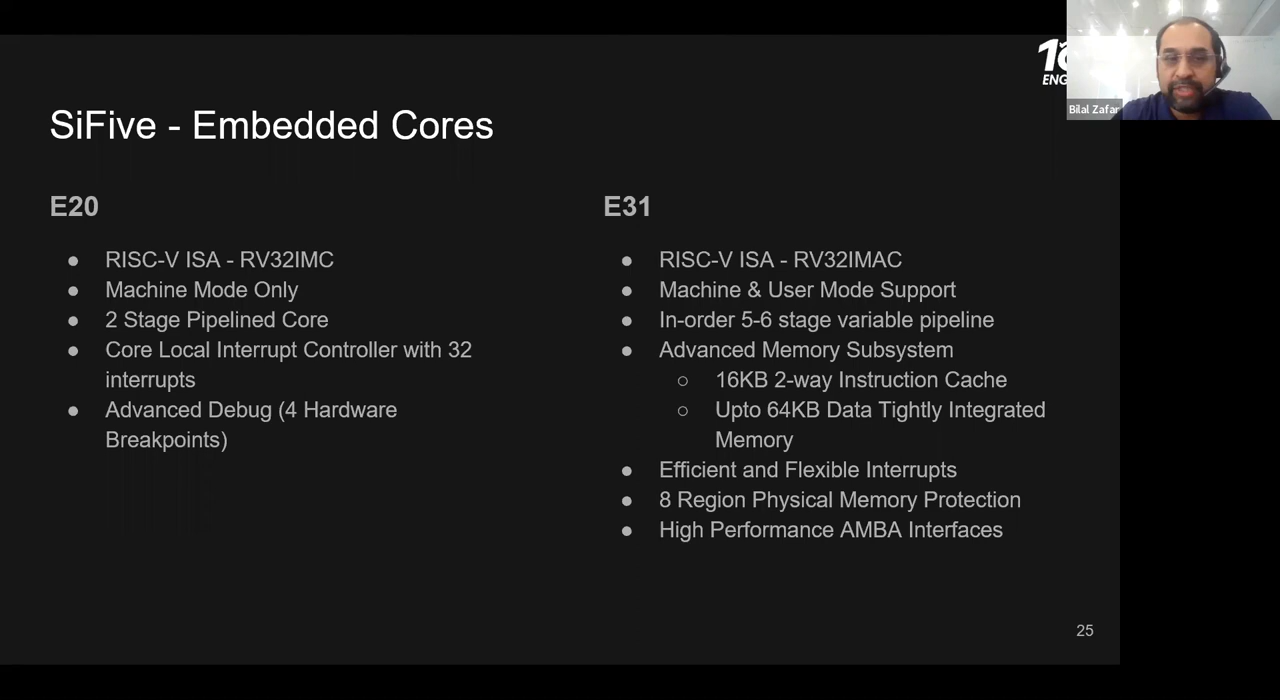 SiFive - Embedded Cores
E20
● RISC-V ISA - RV32IMC
● Machine Mode Only
● 2 Stage Pipelined Core
● Core Local Interrupt Controller with 32
interrupts
● Advanced Debug (4 Hardware
Breakpoints)
E31
● RISC-V ISA - RV32IMAC
● Machine & User Mode Support
● In-order 5-6 stage variable pipeline
● Advanced Memory Subsystem
○ 16KB 2-way Instruction Cache
○ Upto 64KB Data Tightly Integrated
Memory
● Efficient and Flexible Interrupts
● 8 Region Physical Memory Protection
● High Performance AMBA Interfaces
25
Bilal Zafar